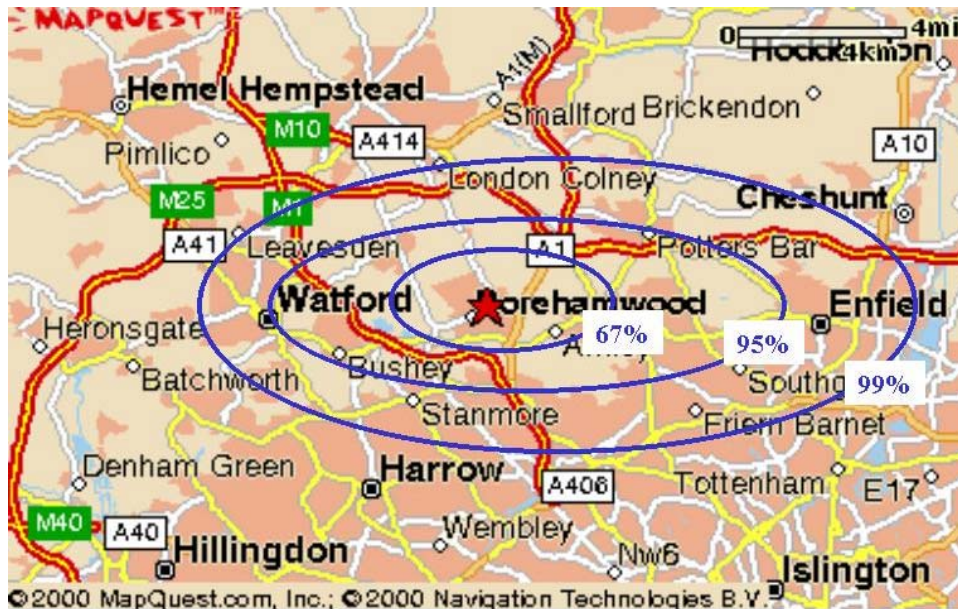 MAPQUEST™
0 4mi
4km
Hoddesdon
Hemel Hempstead
A1(M)
Smallford
Brickendon
M10
A414
A10
Pimlico
London Colney
M25
M1
Cheshunt
A41
Leavesden
A1
Potters Bar
Watford
Borehamwood
Enfield
Heronsgate
67%
95%
Batchworth
Bushey
99%
Stanmore
Friern Barnet
Denham Green
Harrow
Tottenham
E17
A406
M40
A40
Wembley
Hillingdon
Nw6
Islington
©2000 MapQuest.com, Inc.; ©2000 Navigation Technologies B.V.